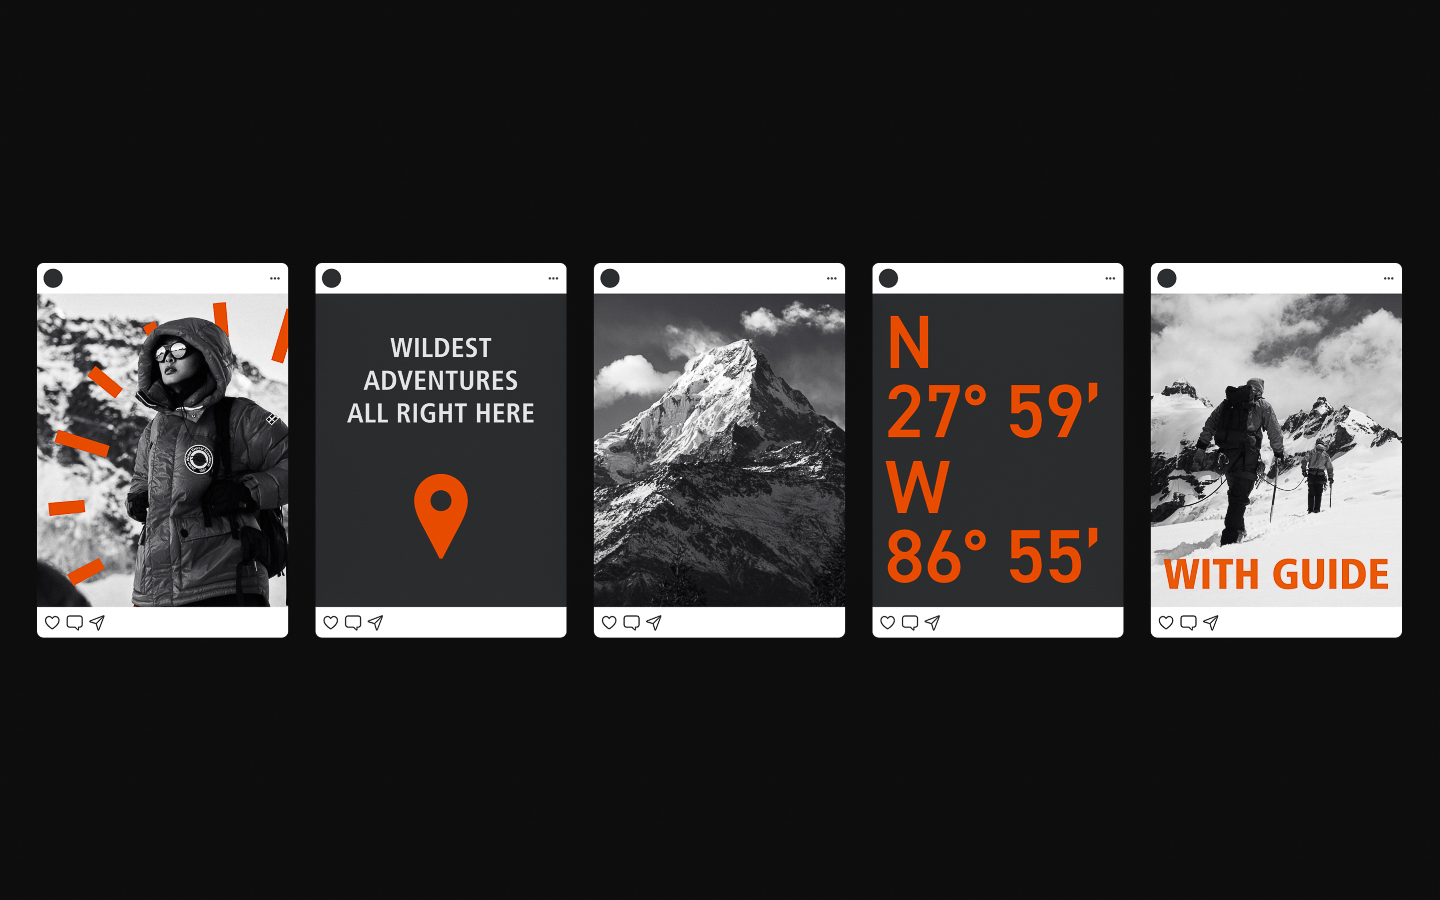 WILDEST
ADVENTURES
ALL RIGHT HERE
N
27° 59'
W
86° 55'
WITH GUIDE